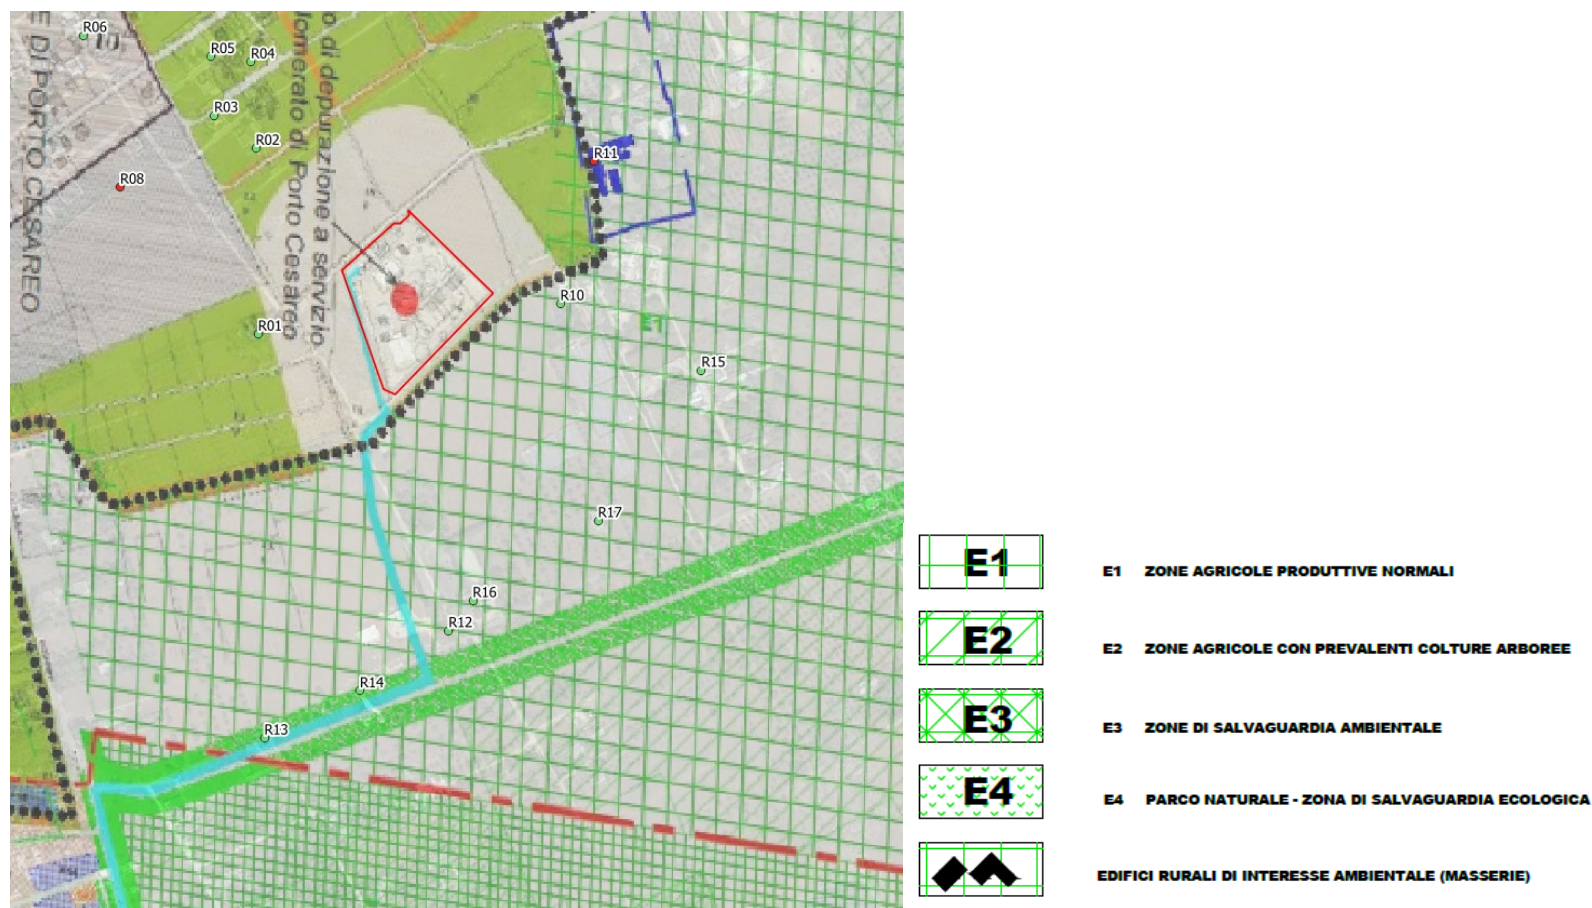 R06
R05
R04
R03
R02
R08
R11
E DI PORTO CESAREO
o di depurazione a servizio
lomerato di Porto Cesareo
R10
R01
E1
R15
R17
R16
R12
R14
R13
E1
E1 ZONE AGRICOLE PRODUTTIVE NORMALI
E2
E2 ZONE AGRICOLE CON PREVALENTI COLTURE ARBOREE
E3
E3 ZONE DI SALVAGUARDIA AMBIENTALE
E4
E4 PARCO NATURALE - ZONA DI SALVAGUARDIA ECOLOGICA
EDIFICI RURALI DI INTERESSE AMBIENTALE (MASSERIE)